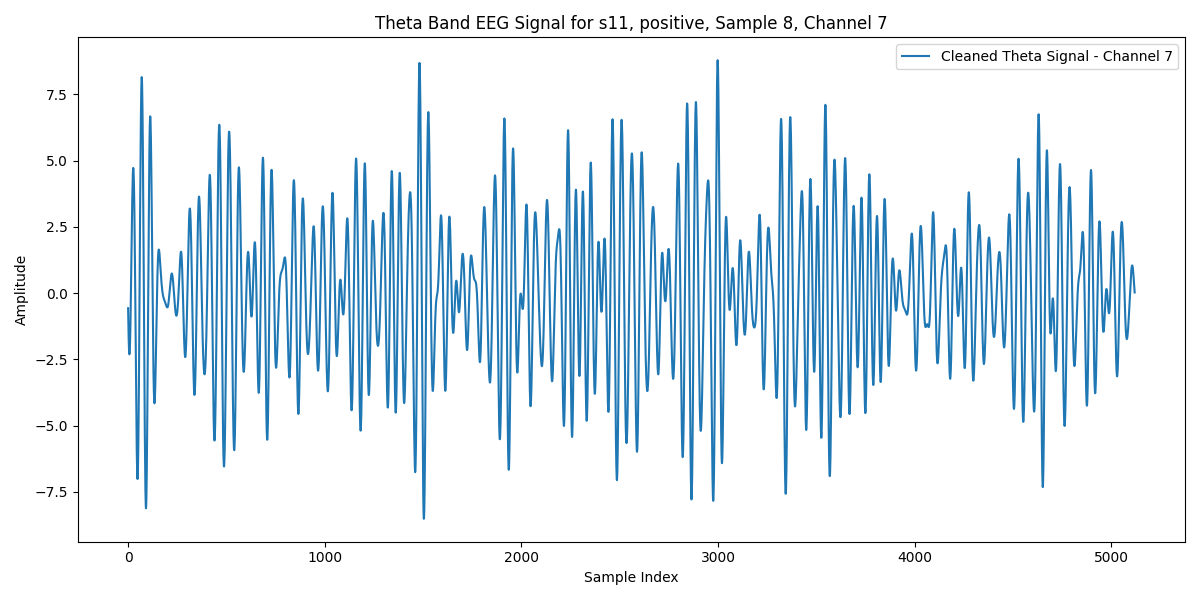 Theta Band EEG Signal for s11, positive, Sample 8, Channel 7
Cleaned Theta Signal - Channel 7
Amplitude
7.5
5.0
2.5
0.0
−2.5
−5.0
−7.5
0 1000 2000 3000 4000 5000
Sample Index